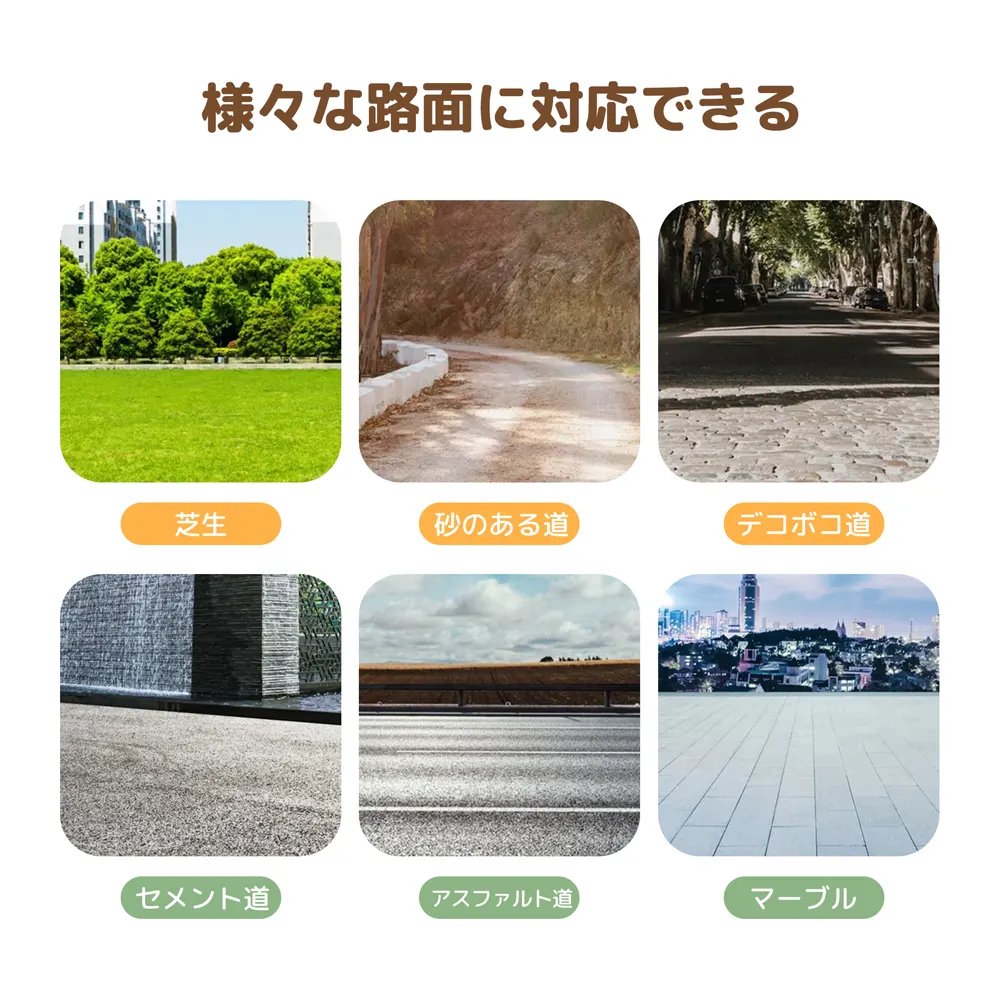 様々な路面に対応できる
芝生
砂のある道
デコボコ道
セメント道
アスファルト道
マーブル